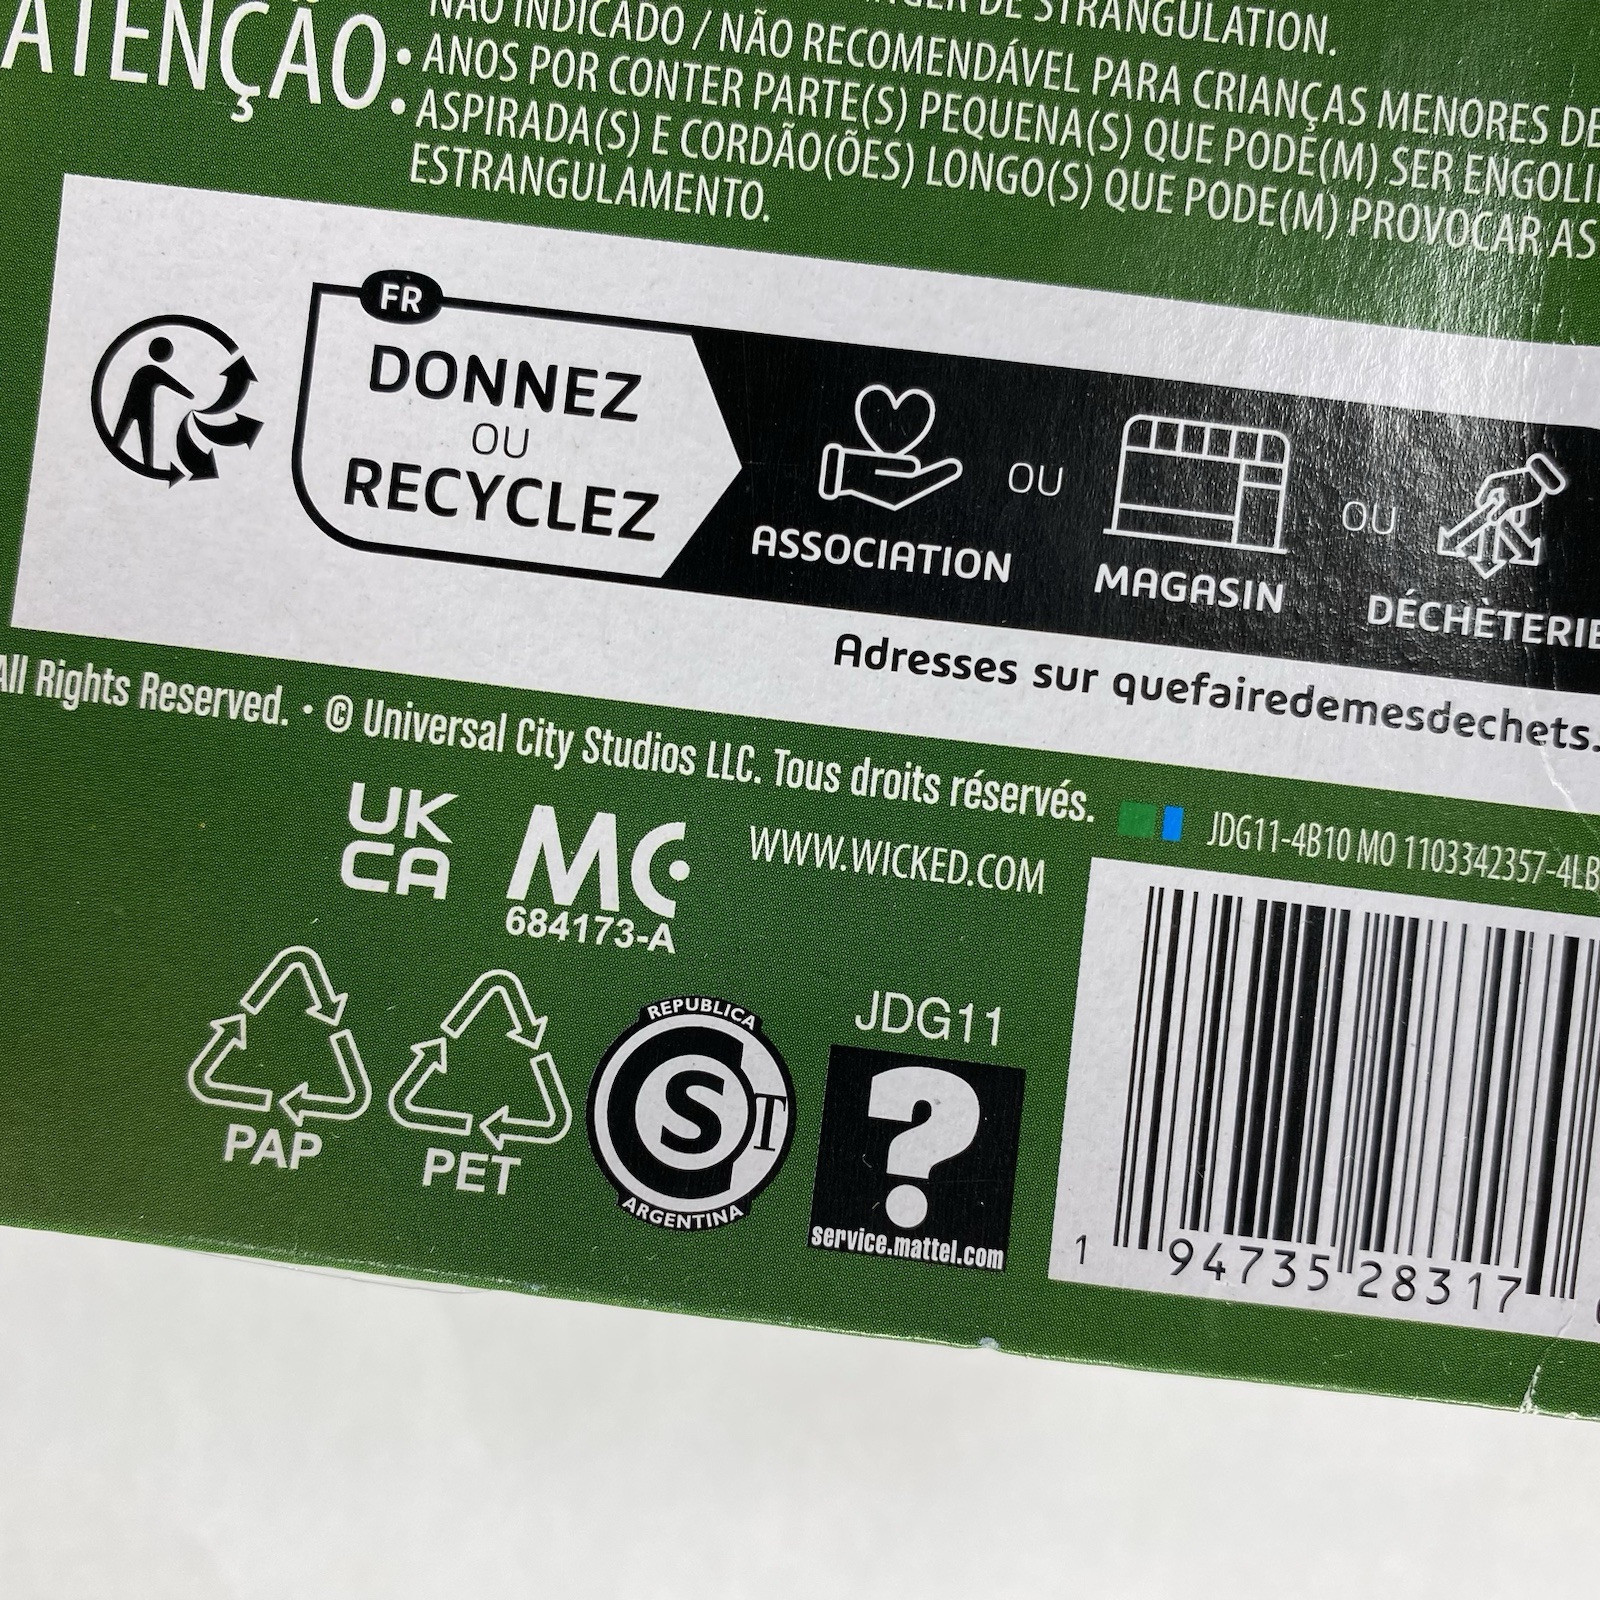 DE STRANGULATION.
ATENÇÃO: NÃO INDICADO / NÃO RECOMENDÁVEL PARA CRIANÇAS MENORES DE
ANOS POR CONTER PARTE(S) PEQUENA(S) QUE PODE(M) SER
ASPIRADA(S) E CORDÃO(ÕES) LONGO(S) QUE PODE(M) PROVOCAR
ESTRANGULAMENTO.
FR
DONNEZ
OU
RECYCLEZ
ASSOCIATION
OU
MAGASIN
OU
DÉCHÈTERIE
Adresses sur quefairedemesdechets.
All Rights Reserved. • © Universal City Studios LLC. Tous droits réservés.
JDG11-4B10 MO 1103342357-4LB
UK
CA
MC
684173-A
WWW.WICKED.COM
PAP
PET
REPUBLICA
S
T
ARGENTINA
JDG11
?
service.mattel.com
1 94735 28317